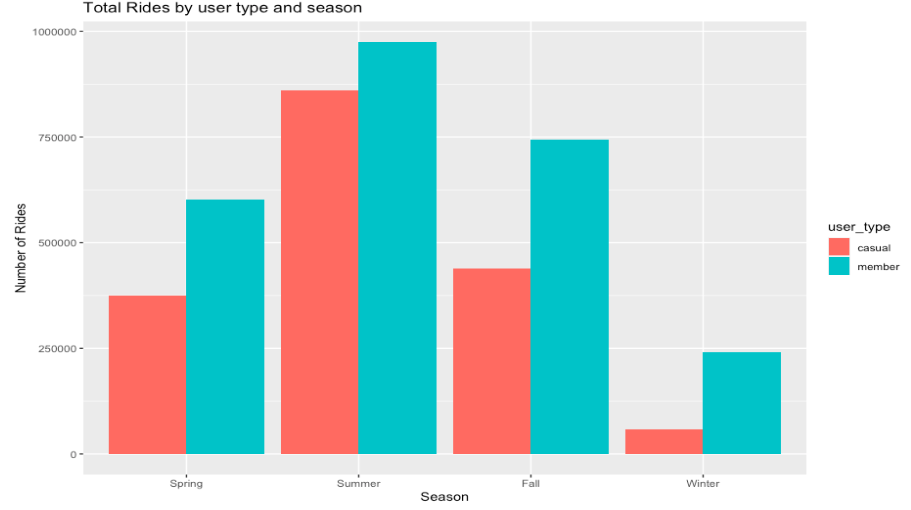 Total Rides by user type and season
1000000
750000
500000
250000
0
Number of Rides
Spring
Summer
Fall
Winter
Season
user_type
casual
member